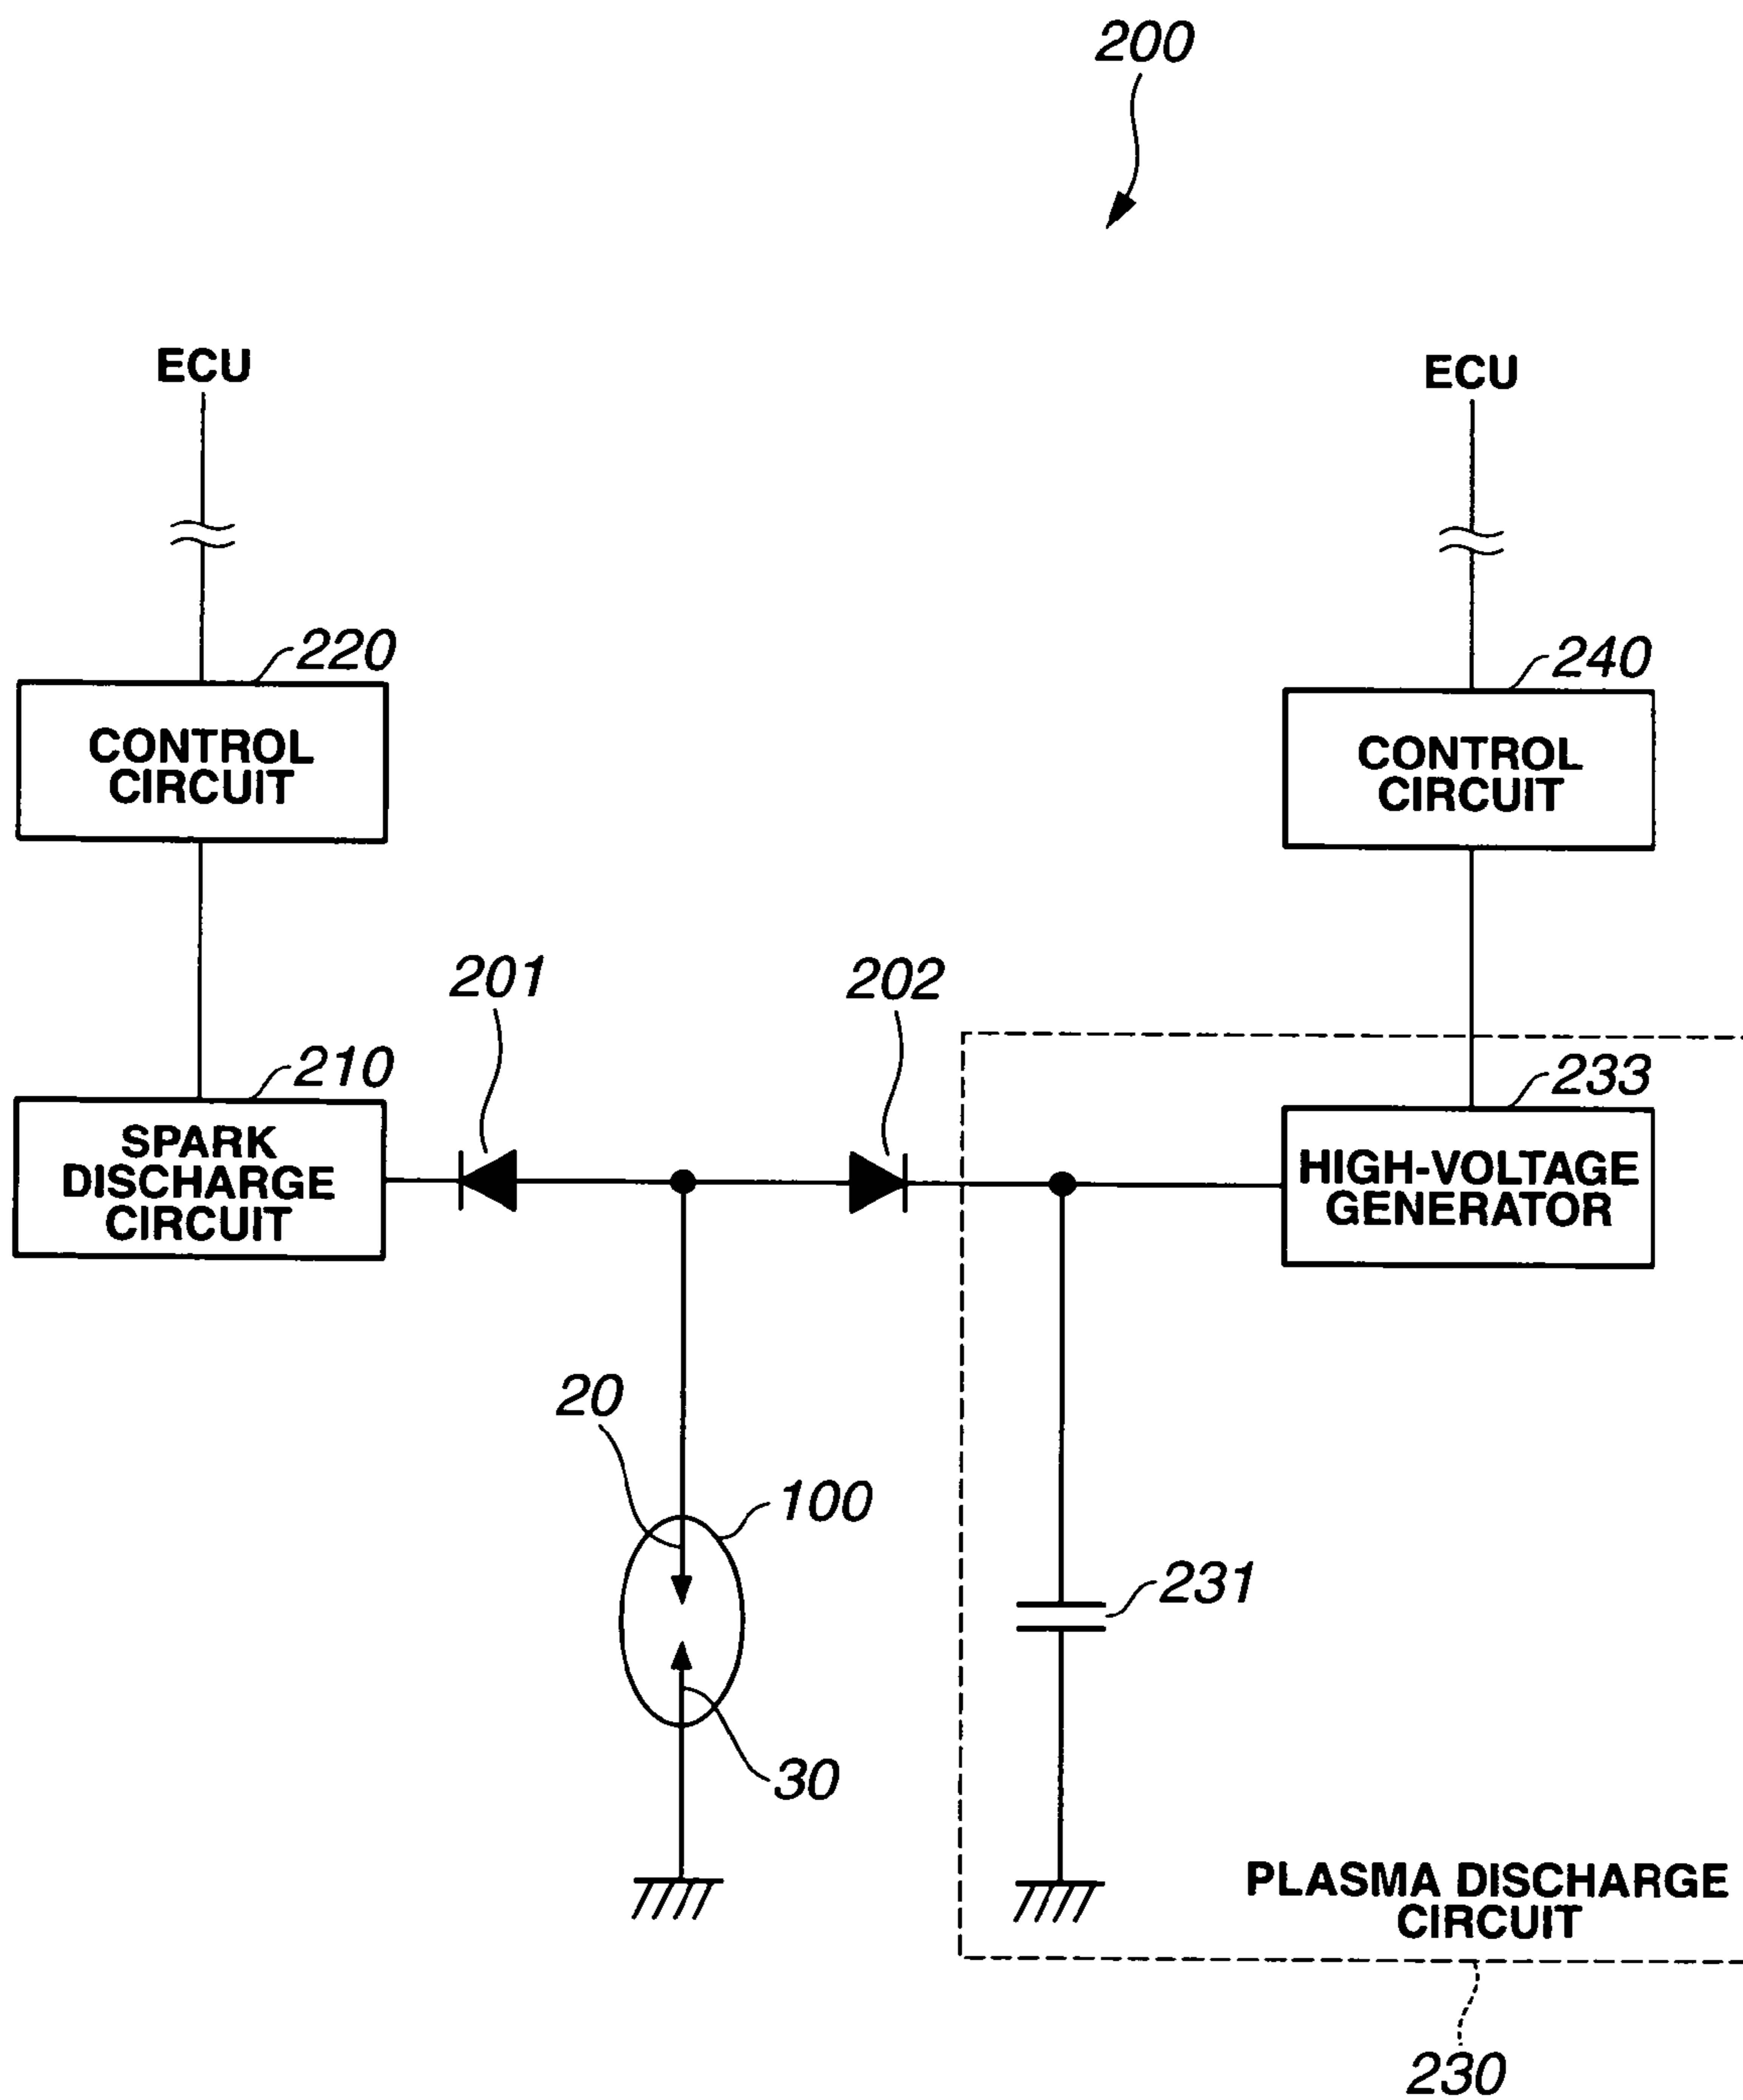 200
ECU
ECU
220
240
CONTROL
CIRCUIT
CONTROL
CIRCUIT
201
202
210
233
SPARK
DISCHARGE
CIRCUIT
HIGH-VOLTAGE
GENERATOR
20
100
231
30
PLASMA DISCHARGE
CIRCUIT
230